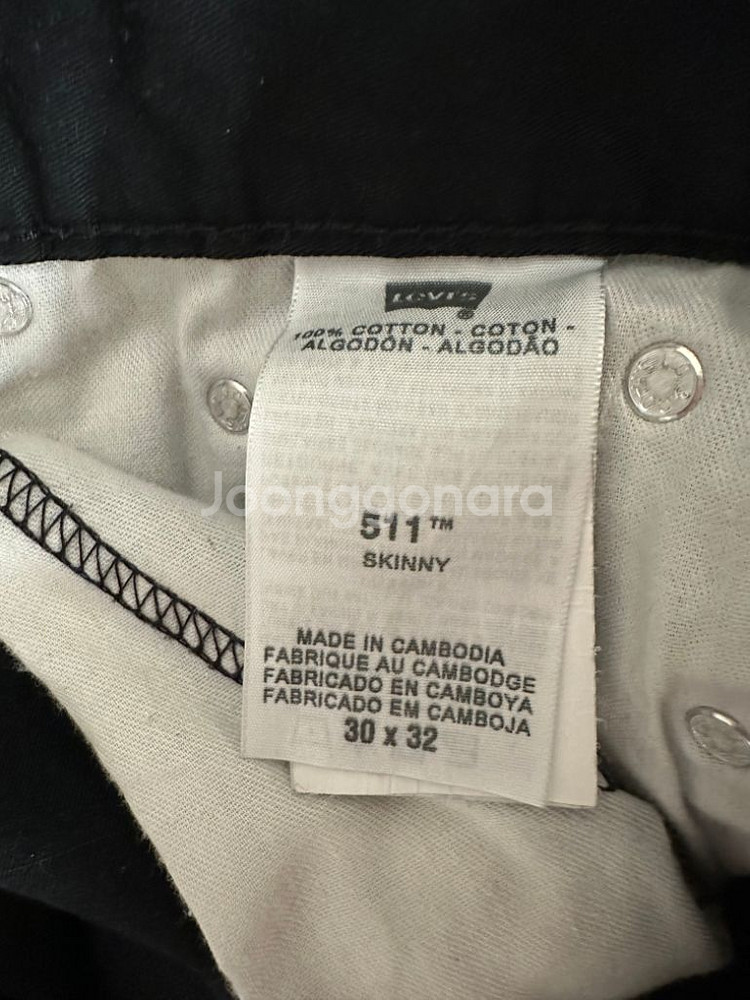 LEVI'S®
100% COTTON - COTON -
ALGODÓN - ALGODÃO
Joonggonara
511™
SKINNY
MADE IN CAMBODIA
FABRIQUE AU CAMBODGE
FABRICADO EN CAMBOYA
FABRICADO EM CAMBOJA
30 x 32